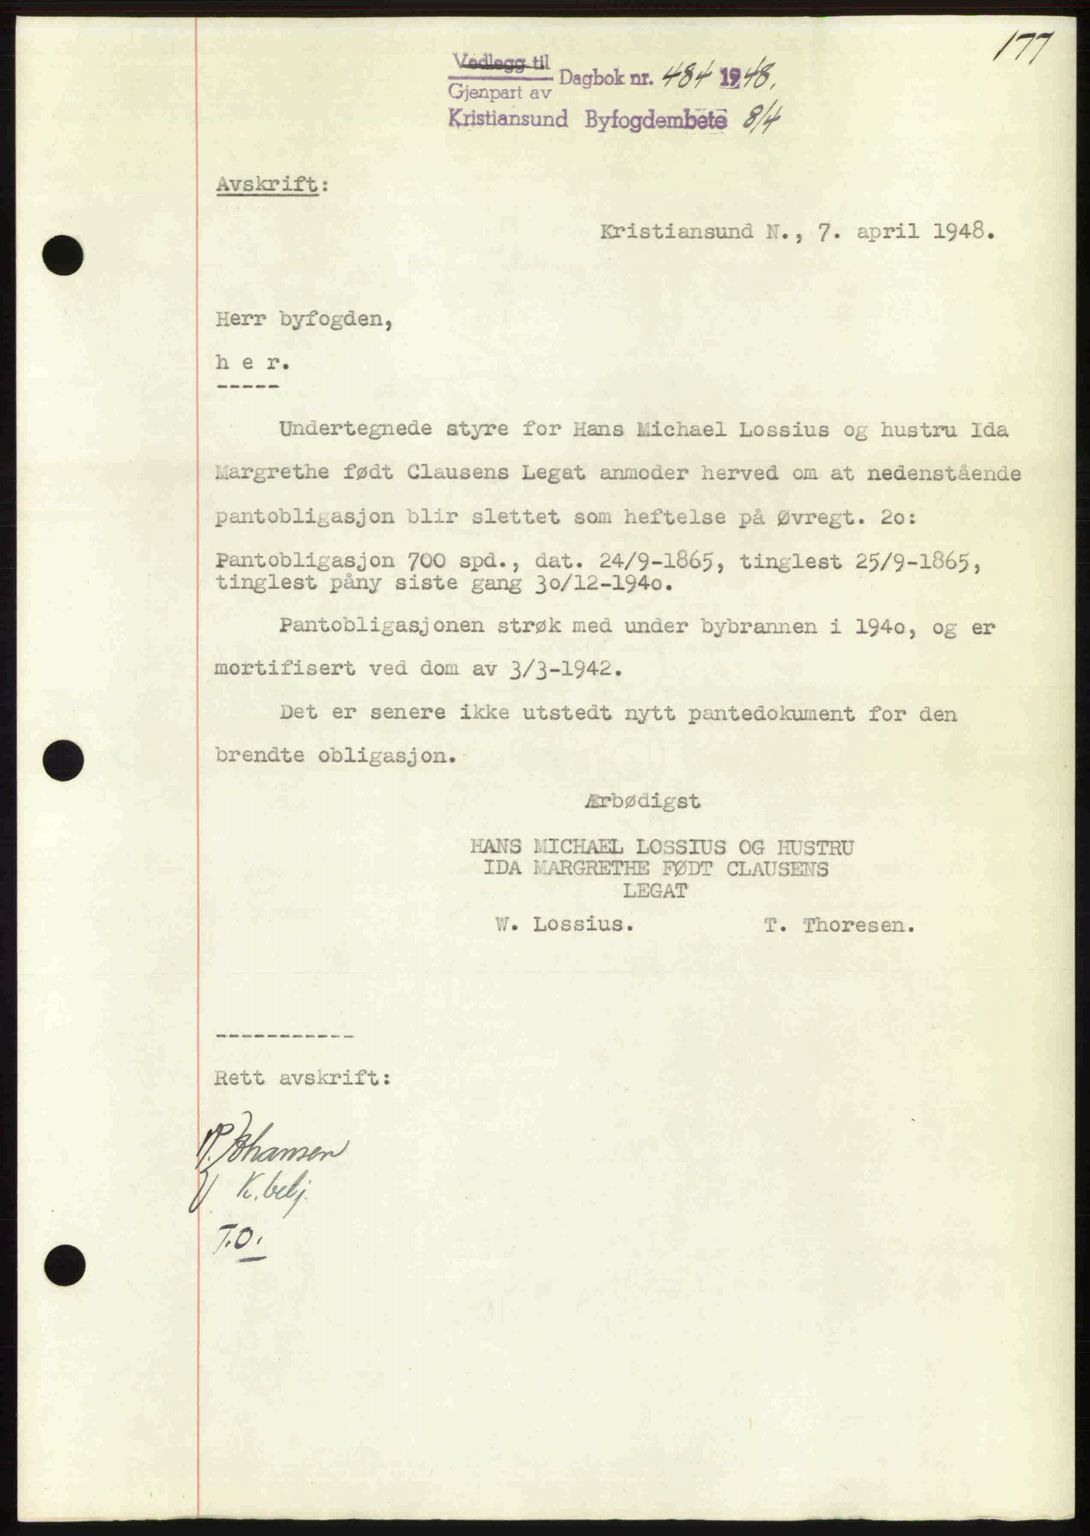 177
Vedlegg til
Gjenpart av
Dagbok nr. 484 1948.
Kristiansund Byfogdembete 8/4
Avskrift:
Kristiansund N., 7. april 1948.
Herr byfogden,
h e r.
-----
Undertegnede styre for Hans Michael Lossius og hustru Ida
Margrethe født Clausens Legat anmoder herved om at nedenstående
pantobligasjon blir slettet som heftelse på Øvregt. 2o:
Pantobligasjon 700 spd., dat. 24/9-1865, tinglest 25/9-1865,
tinglest påny siste gang 3o/12-194o.
Pantobligasjonen strøk med under bybrannen i 194o, og er
mortifisert ved dom av 3/3-1942.
Det er senere ikke utstedt nytt pantedokument for den
brendte obligasjon.
Ærbødigst
HANS MICHAEL LOSSIUS OG HUSTRU
IDA MARGRETHE FØDT CLAUSENS
LEGAT
W. Lossius. T. Thoresen.
-----------
Rett avskrift:
Johansen
K. betj.
T.O.